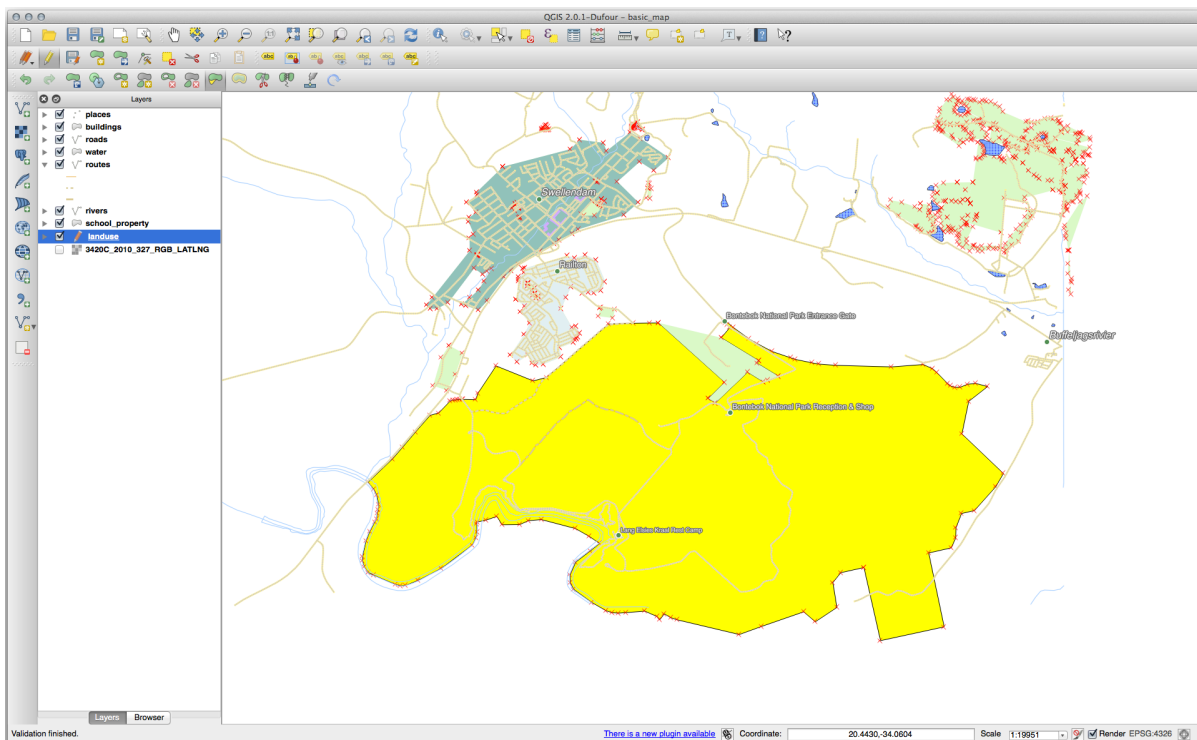 QGIS 2.0.1-Dufour - basic_map
Layers
places
buildings
roads
water
routes
rivers
school_property
landuse
3420C_2010_327_RGB_LATLNG
Swellendam
Railton
Bontebok National Park Entrance Gate
Buffeljagsrivier
Bontebok National Park Reception & Shop
Lang Elsies Kraal Rest Camp
Layers Browser
Validation finished.
There is a new plugin available
Coordinate:
20.4430,-34.0604
Scale
1:19951
Render
EPSG:4326